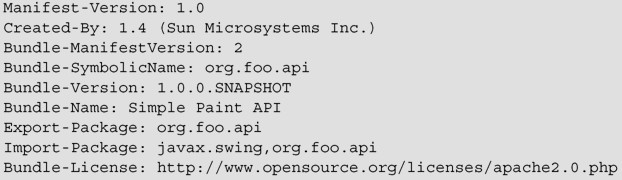 Manifest-Version: 1.0
Created-By: 1.4 (Sun Microsystems Inc.)
Bundle-ManifestVersion: 2
Bundle-SymbolicName: org.foo.api
Bundle-Version: 1.0.0.SNAPSHOT
Bundle-Name: Simple Paint API
Export-Package: org.foo.api
Import-Package: javax.swing,org.foo.api
Bundle-License: http://www.opensource.org/licenses/apache2.0.php